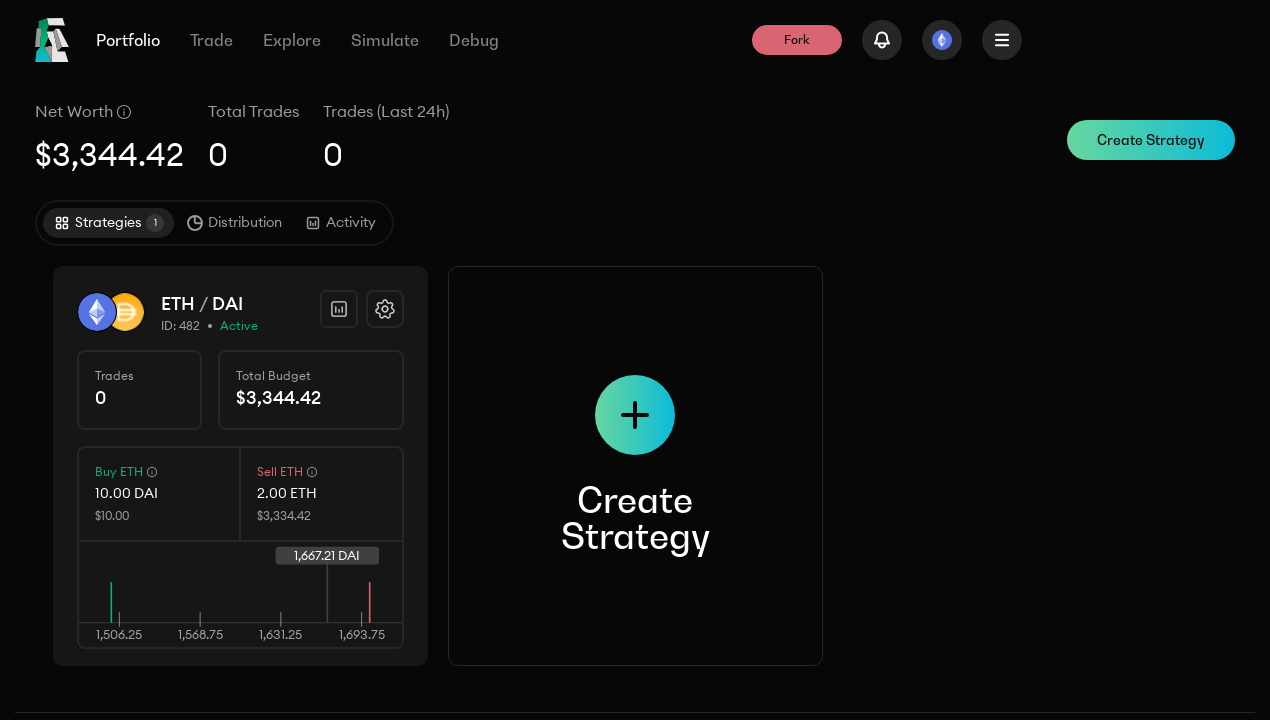 Portfolio Trade Explore Simulate Debug Fork
Net Worth Total Trades Trades (Last 24h)
$3,344.42 0 0
Create Strategy
Strategies 1 Distribution Activity
ETH / DAI
ID: 482 • Active
Trades Total Budget
0 $3,344.42
Buy ETH Sell ETH
10.00 DAI 2.00 ETH
$10.00 $3,334.42
1,667.21 DAI
1,506.25 1,568.75 1,631.25 1,693.75
Create
Strategy